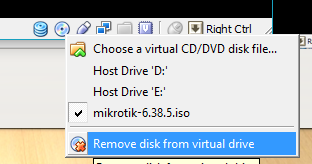 Right Ctrl
Choose a virtual CD/DVD disk file...
Host Drive 'D:'
Host Drive 'E:'
mikrotik-6.38.5.iso
Remove disk from virtual drive